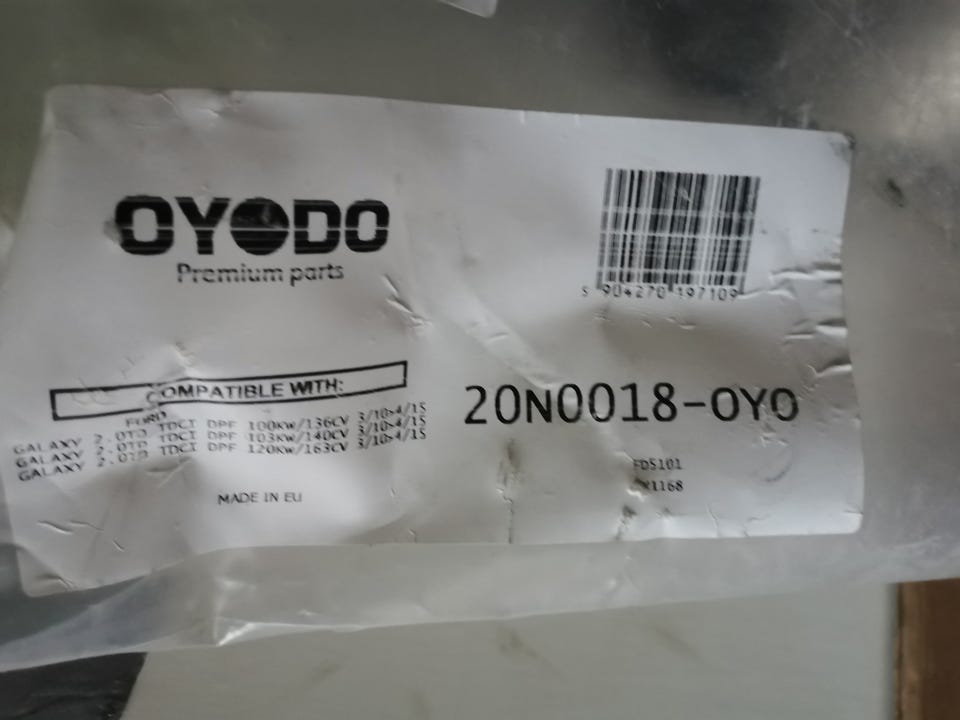 OYODO
Premium parts
5 904270 197109
COMPATIBLE WITH:
FORD
GALAXY 2.0TD TDCI DPF 100KW/136CV 3/10>4/15
GALAXY 2.0TD TDCI DPF 103KW/140CV 3/10>4/15
GALAXY 2.0TD TDCI DPF 120KW/163CV 3/10>4/15
MADE IN EU
20N0018-OYO
FD5101